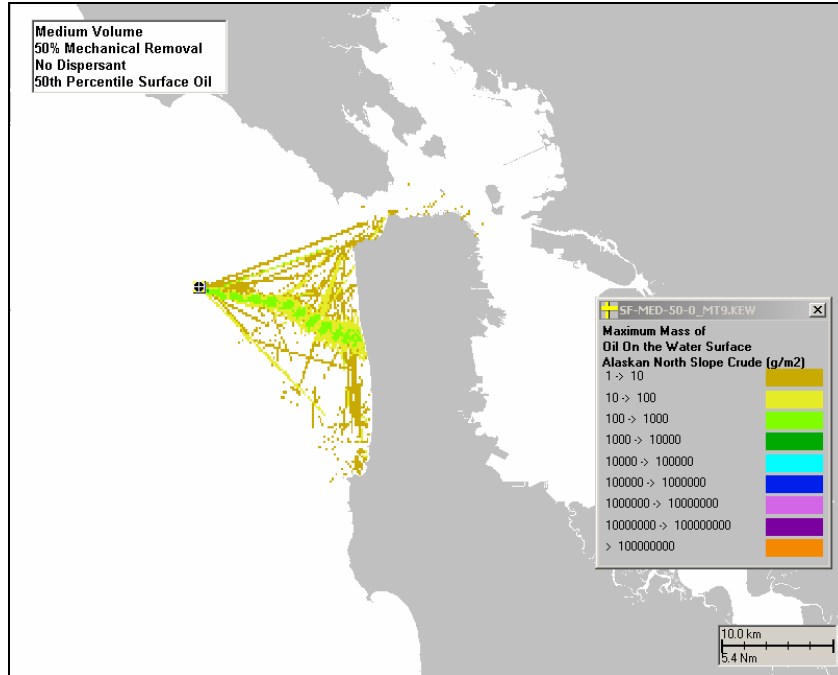 Medium Volume
50% Mechanical Removal
No Dispersant
50th Percentile Surface Oil
SF-MED-50-0_MT9.KEW
Maximum Mass of
Oil On the Water Surface
Alaskan North Slope Crude (g/m2)
1 -> 10
10 -> 100
100 -> 1000
1000 -> 10000
10000 -> 100000
100000 -> 1000000
1000000 -> 10000000
10000000 -> 100000000
> 100000000
10.0 km
5.4 Nm